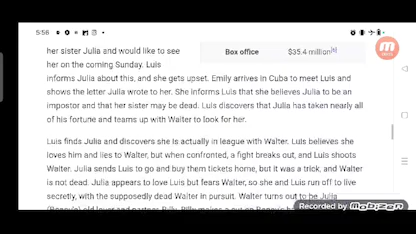 5:56
her sister Julia and would like to see
her on the coming Sunday. Luis
Box office $35.4 million[5]
informs Julia about this, and she gets upset. Emily arrives in Cuba to meet Luis and
shows the letter Julia wrote to her. She informs Luis that she believes Julia to be an
impostor and that her sister may be dead. Luis discovers that Julia has taken nearly all
of his fortune and teams up with Walter to look for her.
Luis finds Julia and discovers she is actually in league with Walter. Luis believes she
loves him and lies to Walter, but when confronted, a fight breaks out, and Luis shoots
Walter. Julia sends Luis to go and buy them tickets home, but it was a trick, and Walter
is not dead. Julia appears to love Luis but fears Walter, so she and Luis run off to live
secretly, with the supposedly dead Walter in pursuit. Walter turns out to be Julia
Recorded by Mobizen